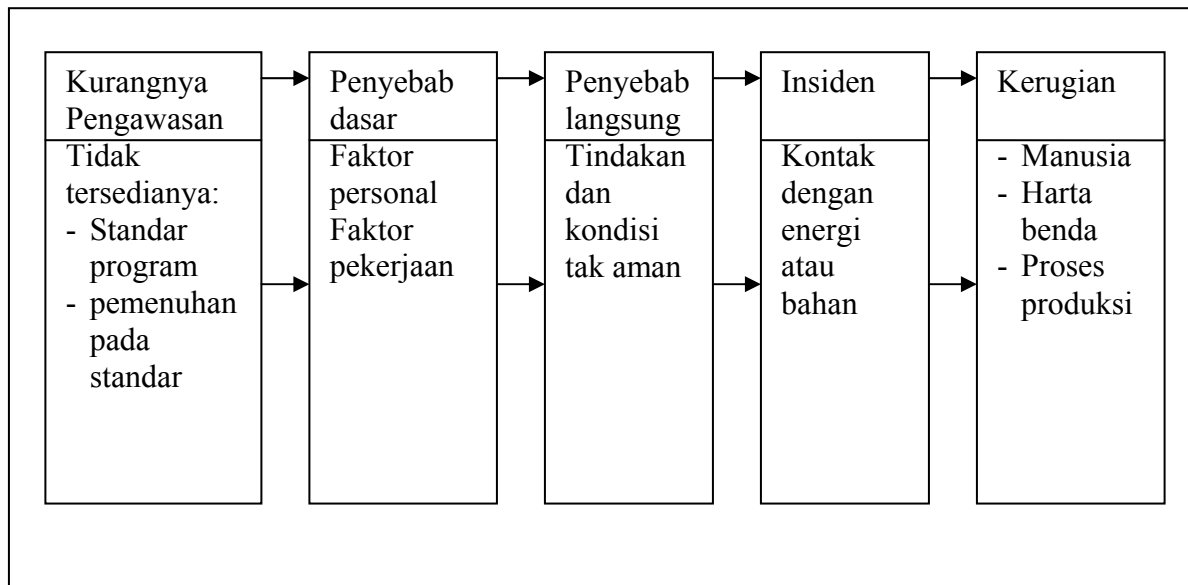 Kurangnya
Pengawasan
Tidak
tersedianya:
- Standar
program
- pemenuhan
pada
standar
Penyebab
dasar
Faktor
personal
Faktor
pekerjaan
Penyebab
langsung
Tindakan
dan
kondisi
tak aman
Insiden
Kontak
dengan
energi
atau
bahan
Kerugian
- Manusia
- Harta
benda
- Proses
produksi